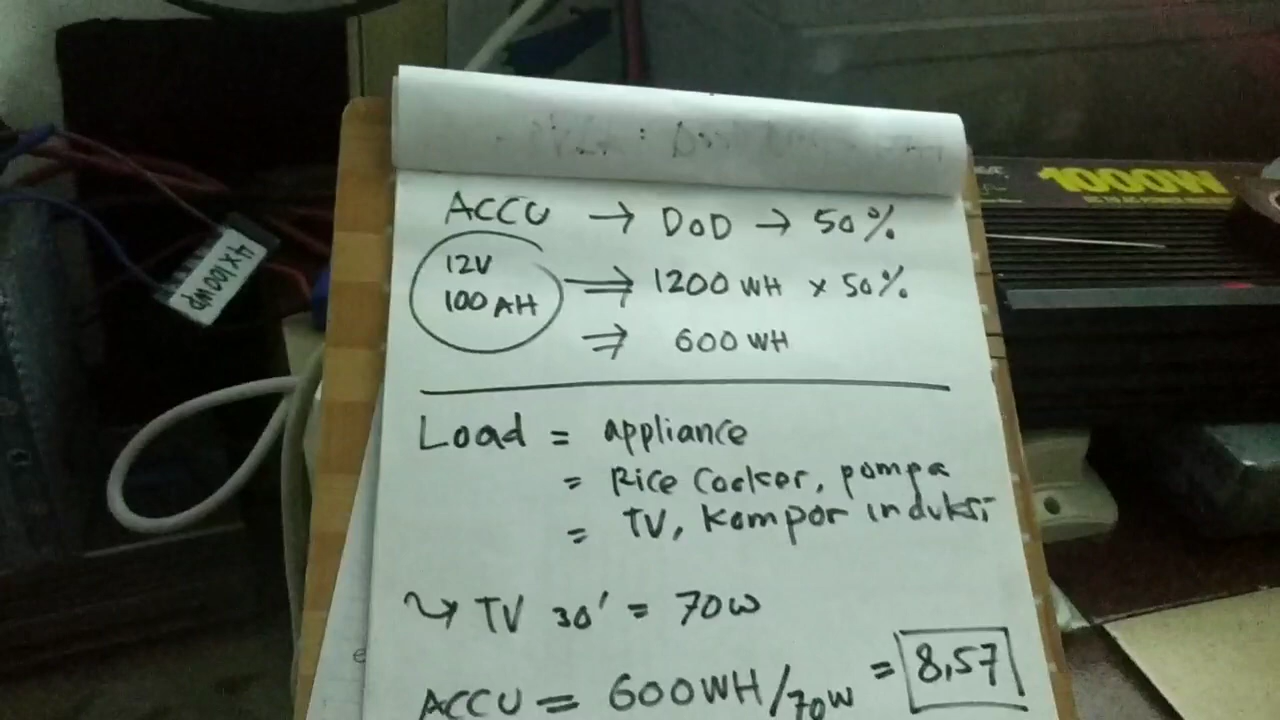 ACCU → DOD → 50%
12V
100 AH
⇒ 1200 WH x 50%
⇒ 600 WH
Load = appliance
= Rice Cocker, pompa
= TV, Kompor induksi
↝ TV 30' = 70W
ACCU = 600WH/70W = 8,57
4X100WP
1000W